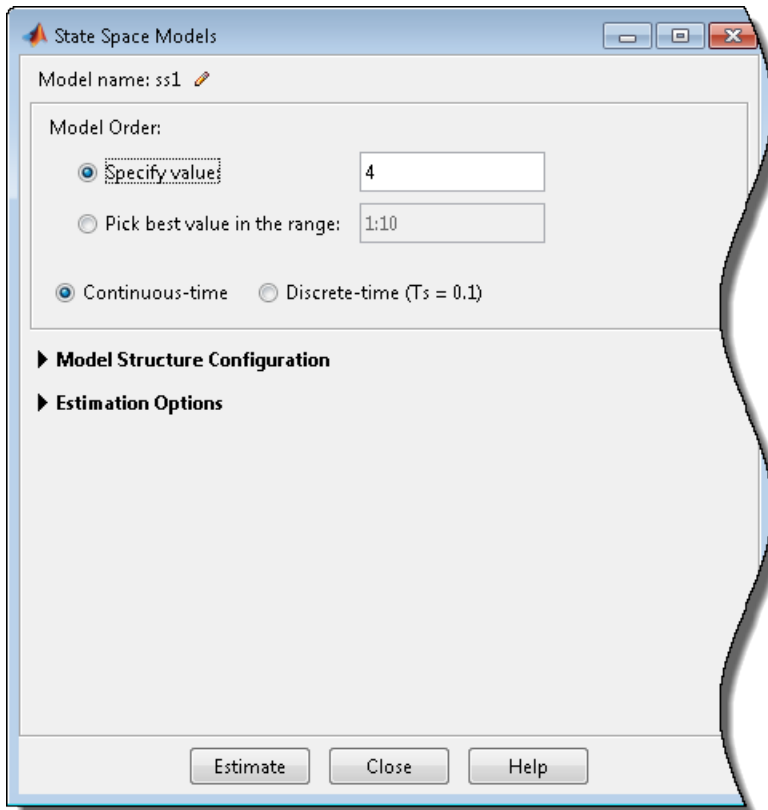 State Space Models
Model name: ss1
Model Order:
Specify value: 4
Pick best value in the range: 1:10
Continuous-time Discrete-time (Ts = 0.1)
Model Structure Configuration
Estimation Options
Estimate Close Help